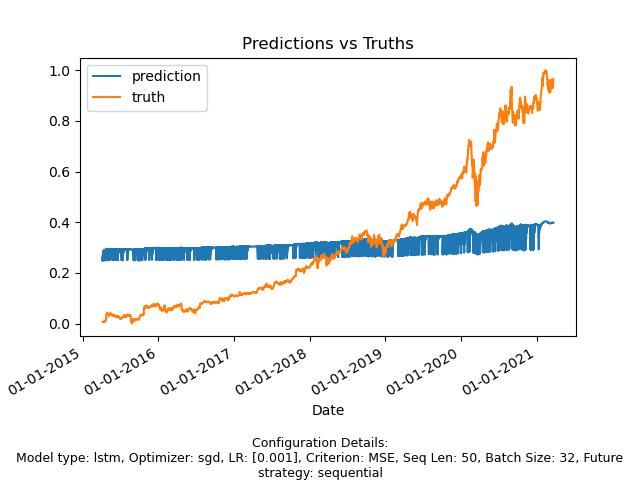 Predictions vs Truths
prediction
truth
1.0
0.8
0.6
0.4
0.2
0.0
01-01-2015
01-01-2016
01-01-2017
01-01-2018
01-01-2019
01-01-2020
01-01-2021
Date
Configuration Details:
Model type: lstm, Optimizer: sgd, LR: [0.001], Criterion: MSE, Seq Len: 50, Batch Size: 32, Future
strategy: sequential